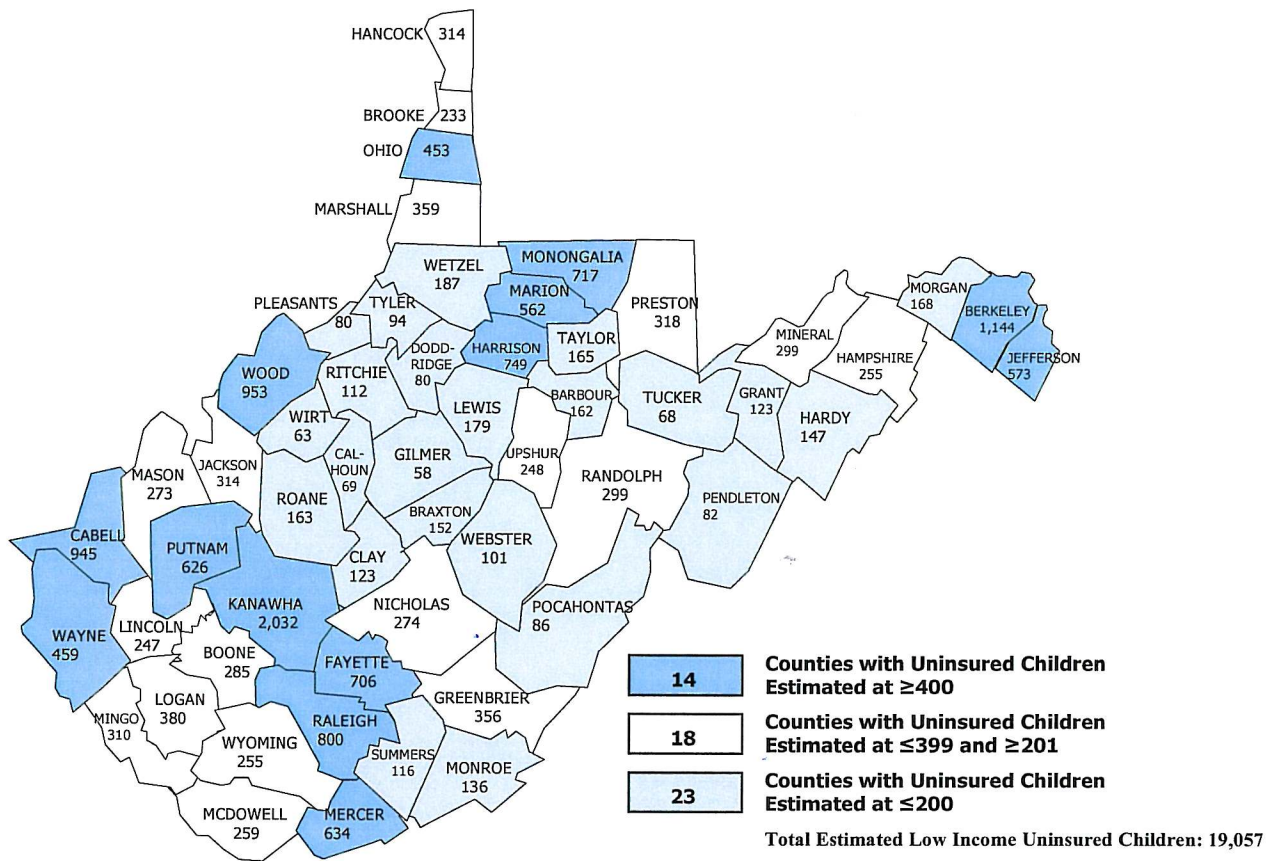 HANCOCK 314
BROOKE 233
OHIO 453
MARSHALL 359
WETZEL
187
MONONGALIA
717
MARION
562
PRESTON
318
PLEASANTS
80
TYLER
94
MORGAN
168
BERKELEY
1,144
JEFFERSON
573
MINERAL
299
HAMPSHIRE
255
WOOD
953
RITCHIE
112
DODD-
RIDGE
80
HARRISON
749
TAYLOR
165
BARBOUR
162
TUCKER
68
GRANT
123
HARDY
147
WIRT
63
LEWIS
179
MASON
273
JACKSON
314
CAL-
HOUN
69
GILMER
58
UPSHUR
248
RANDOLPH
299
PENDLETON
82
ROANE
163
BRAXTON
152
WEBSTER
101
CABELL
945
PUTNAM
626
CLAY
123
KANAWHA
2,032
NICHOLAS
274
POCAHONTAS
86
WAYNE
459
LINCOLN
247
BOONE
285
FAYETTE
706
GREENBRIER
356
LOGAN
380
MINGO
310
WYOMING
255
RALEIGH
800
SUMMERS
116
MONROE
136
MCDOWELL
259
MERCER
634
14 Counties with Uninsured Children
Estimated at ≥400
18 Counties with Uninsured Children
Estimated at ≤399 and ≥201
23 Counties with Uninsured Children
Estimated at ≤200
Total Estimated Low Income Uninsured Children: 19,057